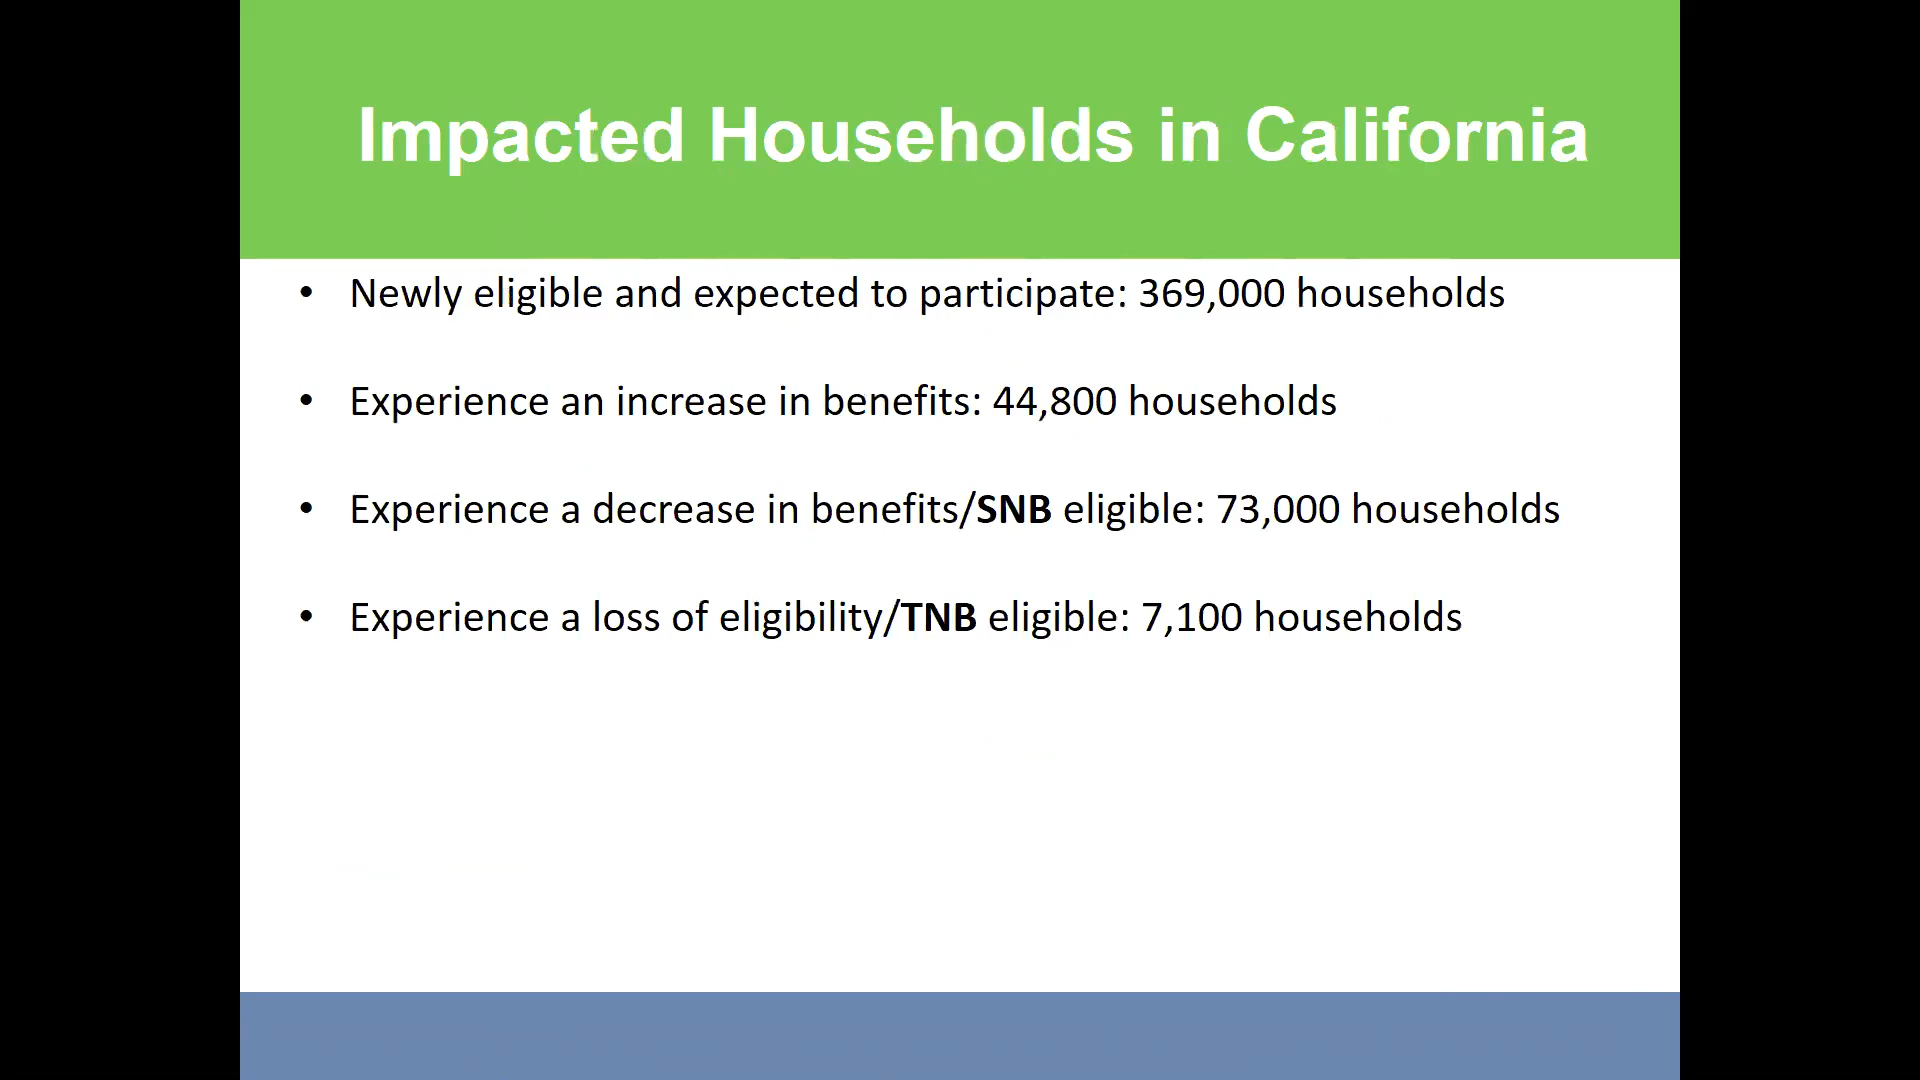 Impacted Households in California
• Newly eligible and expected to participate: 369,000 households
• Experience an increase in benefits: 44,800 households
• Experience a decrease in benefits/SNB eligible: 73,000 households
• Experience a loss of eligibility/TNB eligible: 7,100 households